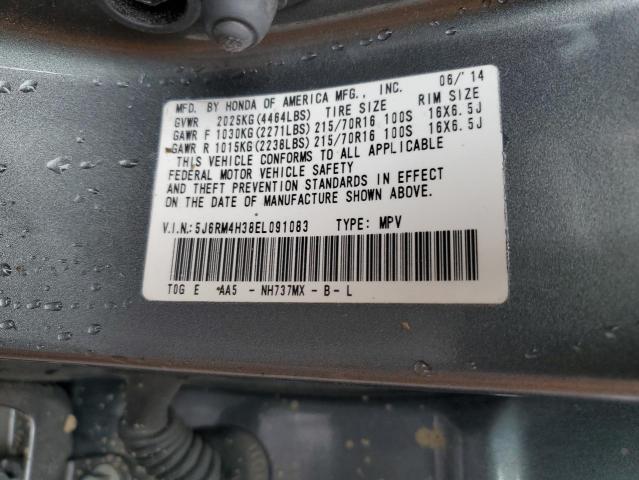 MFD. BY HONDA OF AMERICA MFG., INC. 06/'14
GVWR 2025KG(4464LBS) TIRE SIZE RIM SIZE
GAWR F 1030KG(2271LBS) 215/70R16 100S 16X6.5J
GAWR R 1015KG(2238LBS) 215/70R16 100S 16X6.5J
THIS VEHICLE CONFORMS TO ALL APPLICABLE
FEDERAL MOTOR VEHICLE SAFETY
AND THEFT PREVENTION STANDARDS IN EFFECT
ON THE DATE OF MANUFACTURE SHOWN ABOVE.
V.I.N.:5J6RM4H38EL091083 TYPE: MPV
TOG E *AA5 - NH737MX - B - L